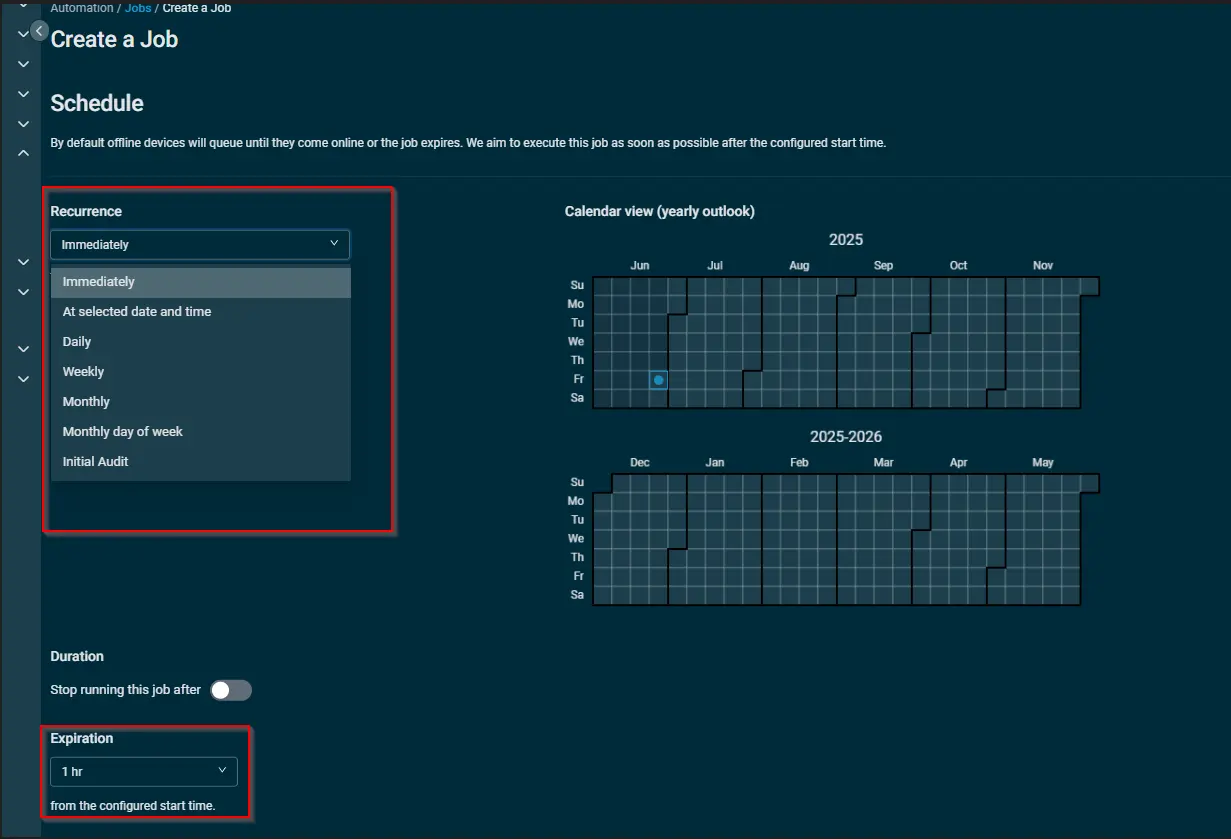 Automation / Jobs / Create a Job
Create a Job
Schedule
By default offline devices will queue until they come online or the job expires. We aim to execute this job as soon as possible after the configured start time.
Recurrence
Immediately
Immediately
At selected date and time
Daily
Weekly
Monthly
Monthly day of week
Initial Audit
Calendar view (yearly outlook)
2025
Jun Jul Aug Sep Oct Nov
Su
Mo
Tu
We
Th
Fr
Sa
2025-2026
Dec Jan Feb Mar Apr May
Su
Mo
Tu
We
Th
Fr
Sa
Duration
Stop running this job after
Expiration
1 hr
from the configured start time.